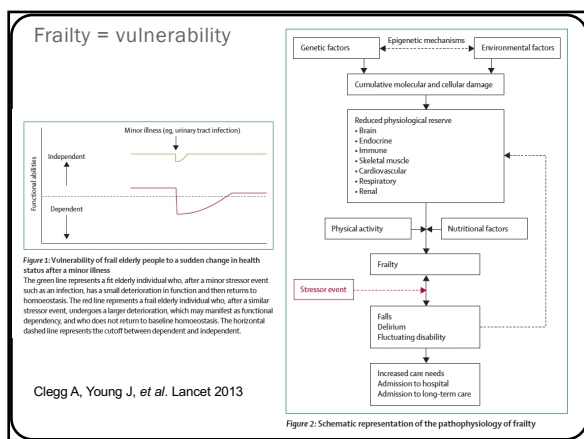 Frailty = vulnerability
Minor illness (eg, urinary tract infection)
Functional abilities
Independent
Dependent
Figure 1: Vulnerability of frail elderly people to a sudden change in health
status after a minor illness
The green line represents a fit elderly individual who, after a minor stressor event
such as an infection, has a small deterioration in function and then returns to
homoeostasis. The red line represents a frail elderly individual who, after a similar
stressor event, undergoes a larger deterioration, which may manifest as functional
dependency, and who does not return to baseline homoeostasis. The horizontal
dashed line represents the cutoff between dependent and independent.
Clegg A, Young J, et al. Lancet 2013
Epigenetic mechanisms
Genetic factors
Environmental factors
Cumulative molecular and cellular damage
Reduced physiological reserve
• Brain
• Endocrine
• Immune
• Skeletal muscle
• Cardiovascular
• Respiratory
• Renal
Physical activity
Nutritional factors
Frailty
Stressor event
Falls
Delirium
Fluctuating disability
Increased care needs
Admission to hospital
Admission to long-term care
Figure 2: Schematic representation of the pathophysiology of frailty